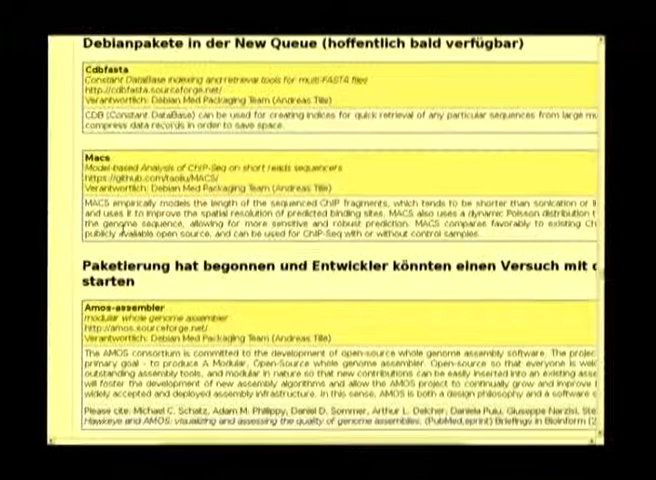 Debianpakete in der New Queue (hoffentlich bald verfügbar)
Cdbfasta
Constant DataBase indexing and retrieval tools for multi-FASTA files
http://cdbfasta.sourceforge.net/
Verantwortlich: Debian Med Packaging Team (Andreas Tille)
CDB (Constant DataBase) can be used for creating indices for quick retrieval of any particular sequences from large mu
compress data records in order to save space.
Macs
Model-based Analysis of ChIP-Seq on short reads sequencers
https://github.com/taoliu/MACS/
Verantwortlich: Debian Med Packaging Team (Andreas Tille)
MACS empirically models the length of the sequenced ChIP fragments, which tends to be shorter than sonication or li
and uses it to improve the spatial resolution of predicted binding sites. MACS also uses a dynamic Poisson distribution t
the genome sequence, allowing for more sensitive and robust prediction. MACS compares favorably to existing Ch
publicly available open source, and can be used for ChIP-Seq with or without control samples.
Paketierung hat begonnen und Entwickler könnten einen Versuch mit d
starten
Amos-assembler
modular whole genome assembler
http://amos.sourceforge.net/
Verantwortlich: Debian Med Packaging Team (Andreas Tille)
The AMOS consortium is committed to the development of open-source whole genome assembly software. The projec
primary goal - to produce A Modular, Open-Source whole genome assembler. Open-source so that everyone is welc
outstanding assembly tools, and modular in nature so that new contributions can be easily inserted into an existing asse
will foster the development of new assembly algorithms and allow the AMOS project to continually grow and improve i
widely accepted and deployed assembly infrastructure. In this sense, AMOS is both a design philosophy and a software s
Please cite: Michael C. Schatz, Adam M. Phillippy, Daniel D. Sommer, Arthur L. Delcher, Daniela Puiu, Giuseppe Narzisi, Ste
Hawkeye and AMOS: visualizing and assessing the quality of genome assemblies. (PubMed,eprint) Briefings in Bioinform (2